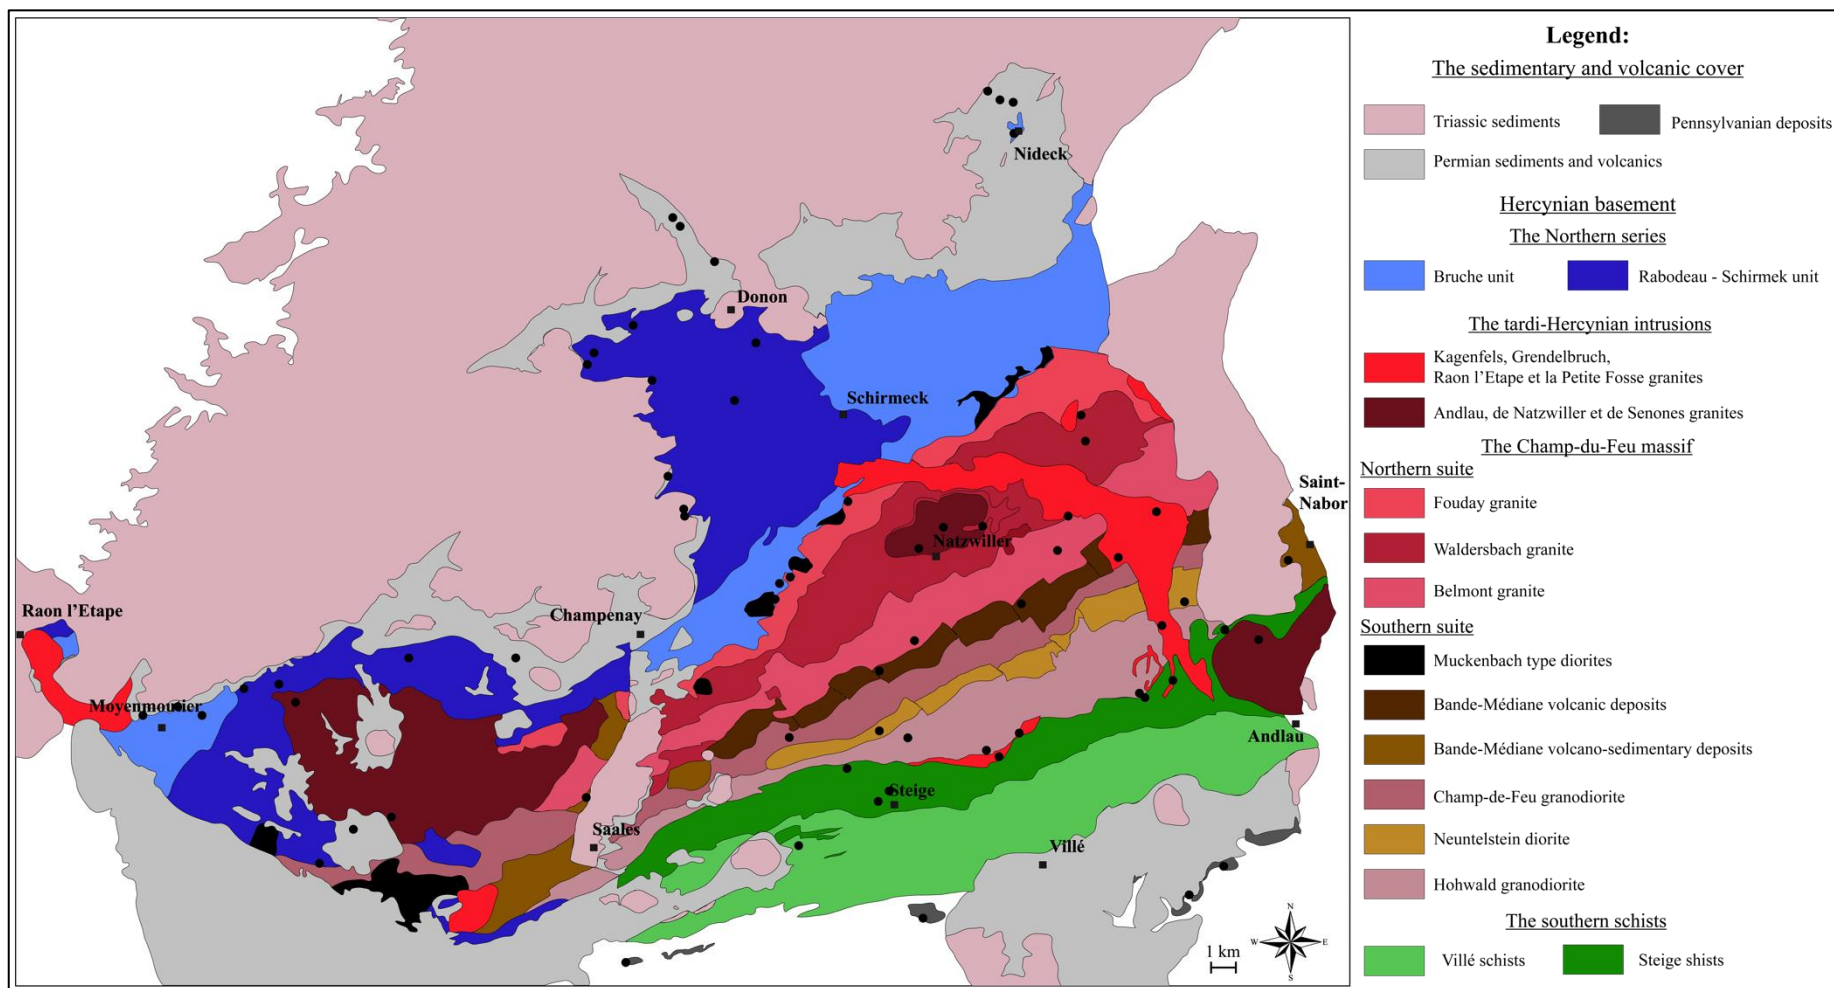 Nideck
Donon
Schirmeck
Saint-
Nabor
Natzwiller
Raon l'Etape
Champenay
Moyenmoutier
Andlau
Steige
Saales
Villé
1 km
N
W
E
S
Legend:
The sedimentary and volcanic cover
Triassic sediments
Pennsylvanian deposits
Permian sediments and volcanics
Hercynian basement
The Northern series
Bruche unit
Rabodeau - Schirmek unit
The tardi-Hercynian intrusions
Kagenfels, Grendelbruch,
Raon l'Etape et la Petite Fosse granites
Andlau, de Natzwiller et de Senones granites
The Champ-du-Feu massif
Northern suite
Fouday granite
Waldersbach granite
Belmont granite
Southern suite
Muckenbach type diorites
Bande-Médiane volcanic deposits
Bande-Médiane volcano-sedimentary deposits
Champ-de-Feu granodiorite
Neuntelstein diorite
Hohwald granodiorite
The southern schists
Villé schists
Steige shists